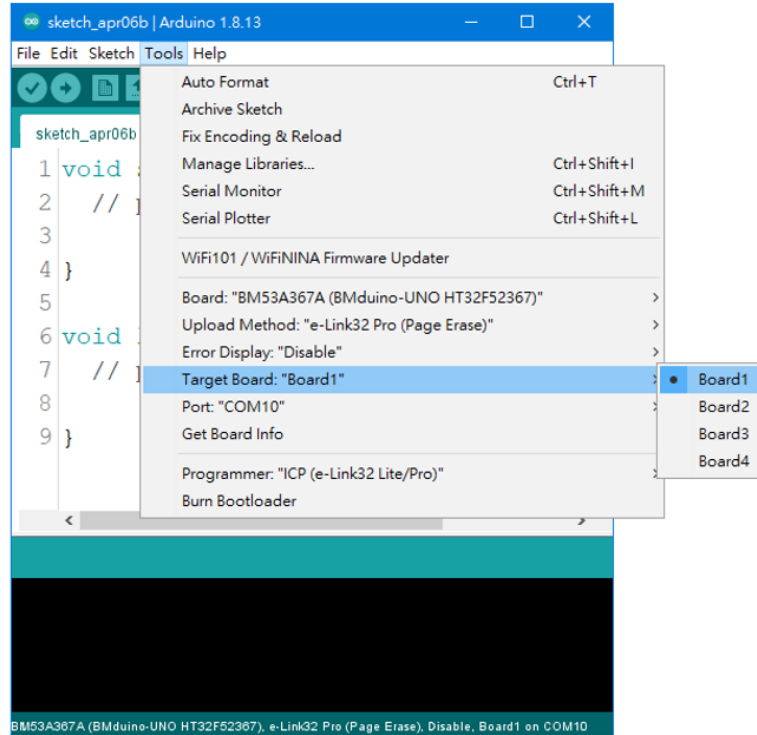 sketch_apr06b | Arduino 1.8.13
File Edit Sketch Tools Help
Auto Format Ctrl+T
Archive Sketch
Fix Encoding & Reload
Manage Libraries... Ctrl+Shift+I
Serial Monitor Ctrl+Shift+M
Serial Plotter Ctrl+Shift+L
WiFi101 / WiFiNINA Firmware Updater
Board: "BM53A367A (BMduino-UNO HT32F52367)"
Upload Method: "e-Link32 Pro (Page Erase)"
Error Display: "Disable"
Target Board: "Board1"
Port: "COM10"
Get Board Info
Programmer: "ICP (e-Link32 Lite/Pro)"
Burn Bootloader
Board1
Board2
Board3
Board4
sketch_apr06b
1 void
2 //
3
4 }
5
6 void
7 //
8
9 }
BM53A367A (BMduino-UNO HT32F52367), e-Link32 Pro (Page Erase), Disable, Board1 on COM10